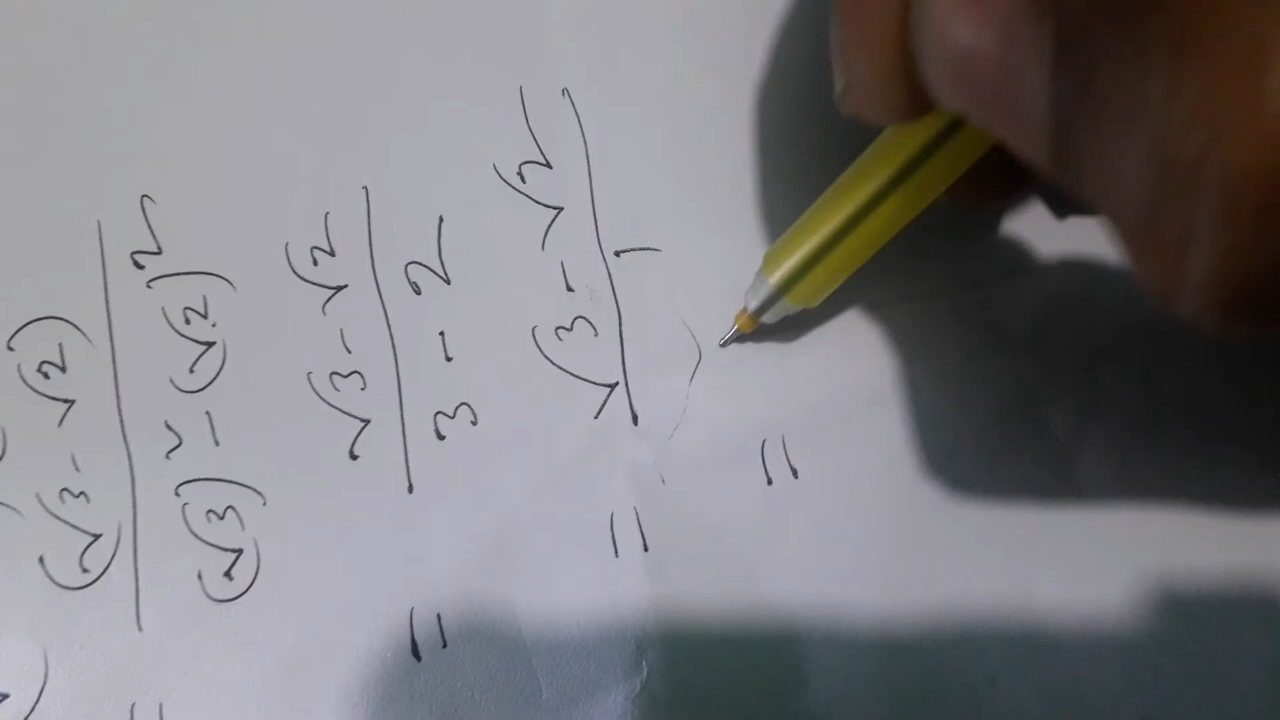 (√3 - √2)
(√3)² - (√2)²
= √3 - √2
3 - 2
= √3 - √2
1
=